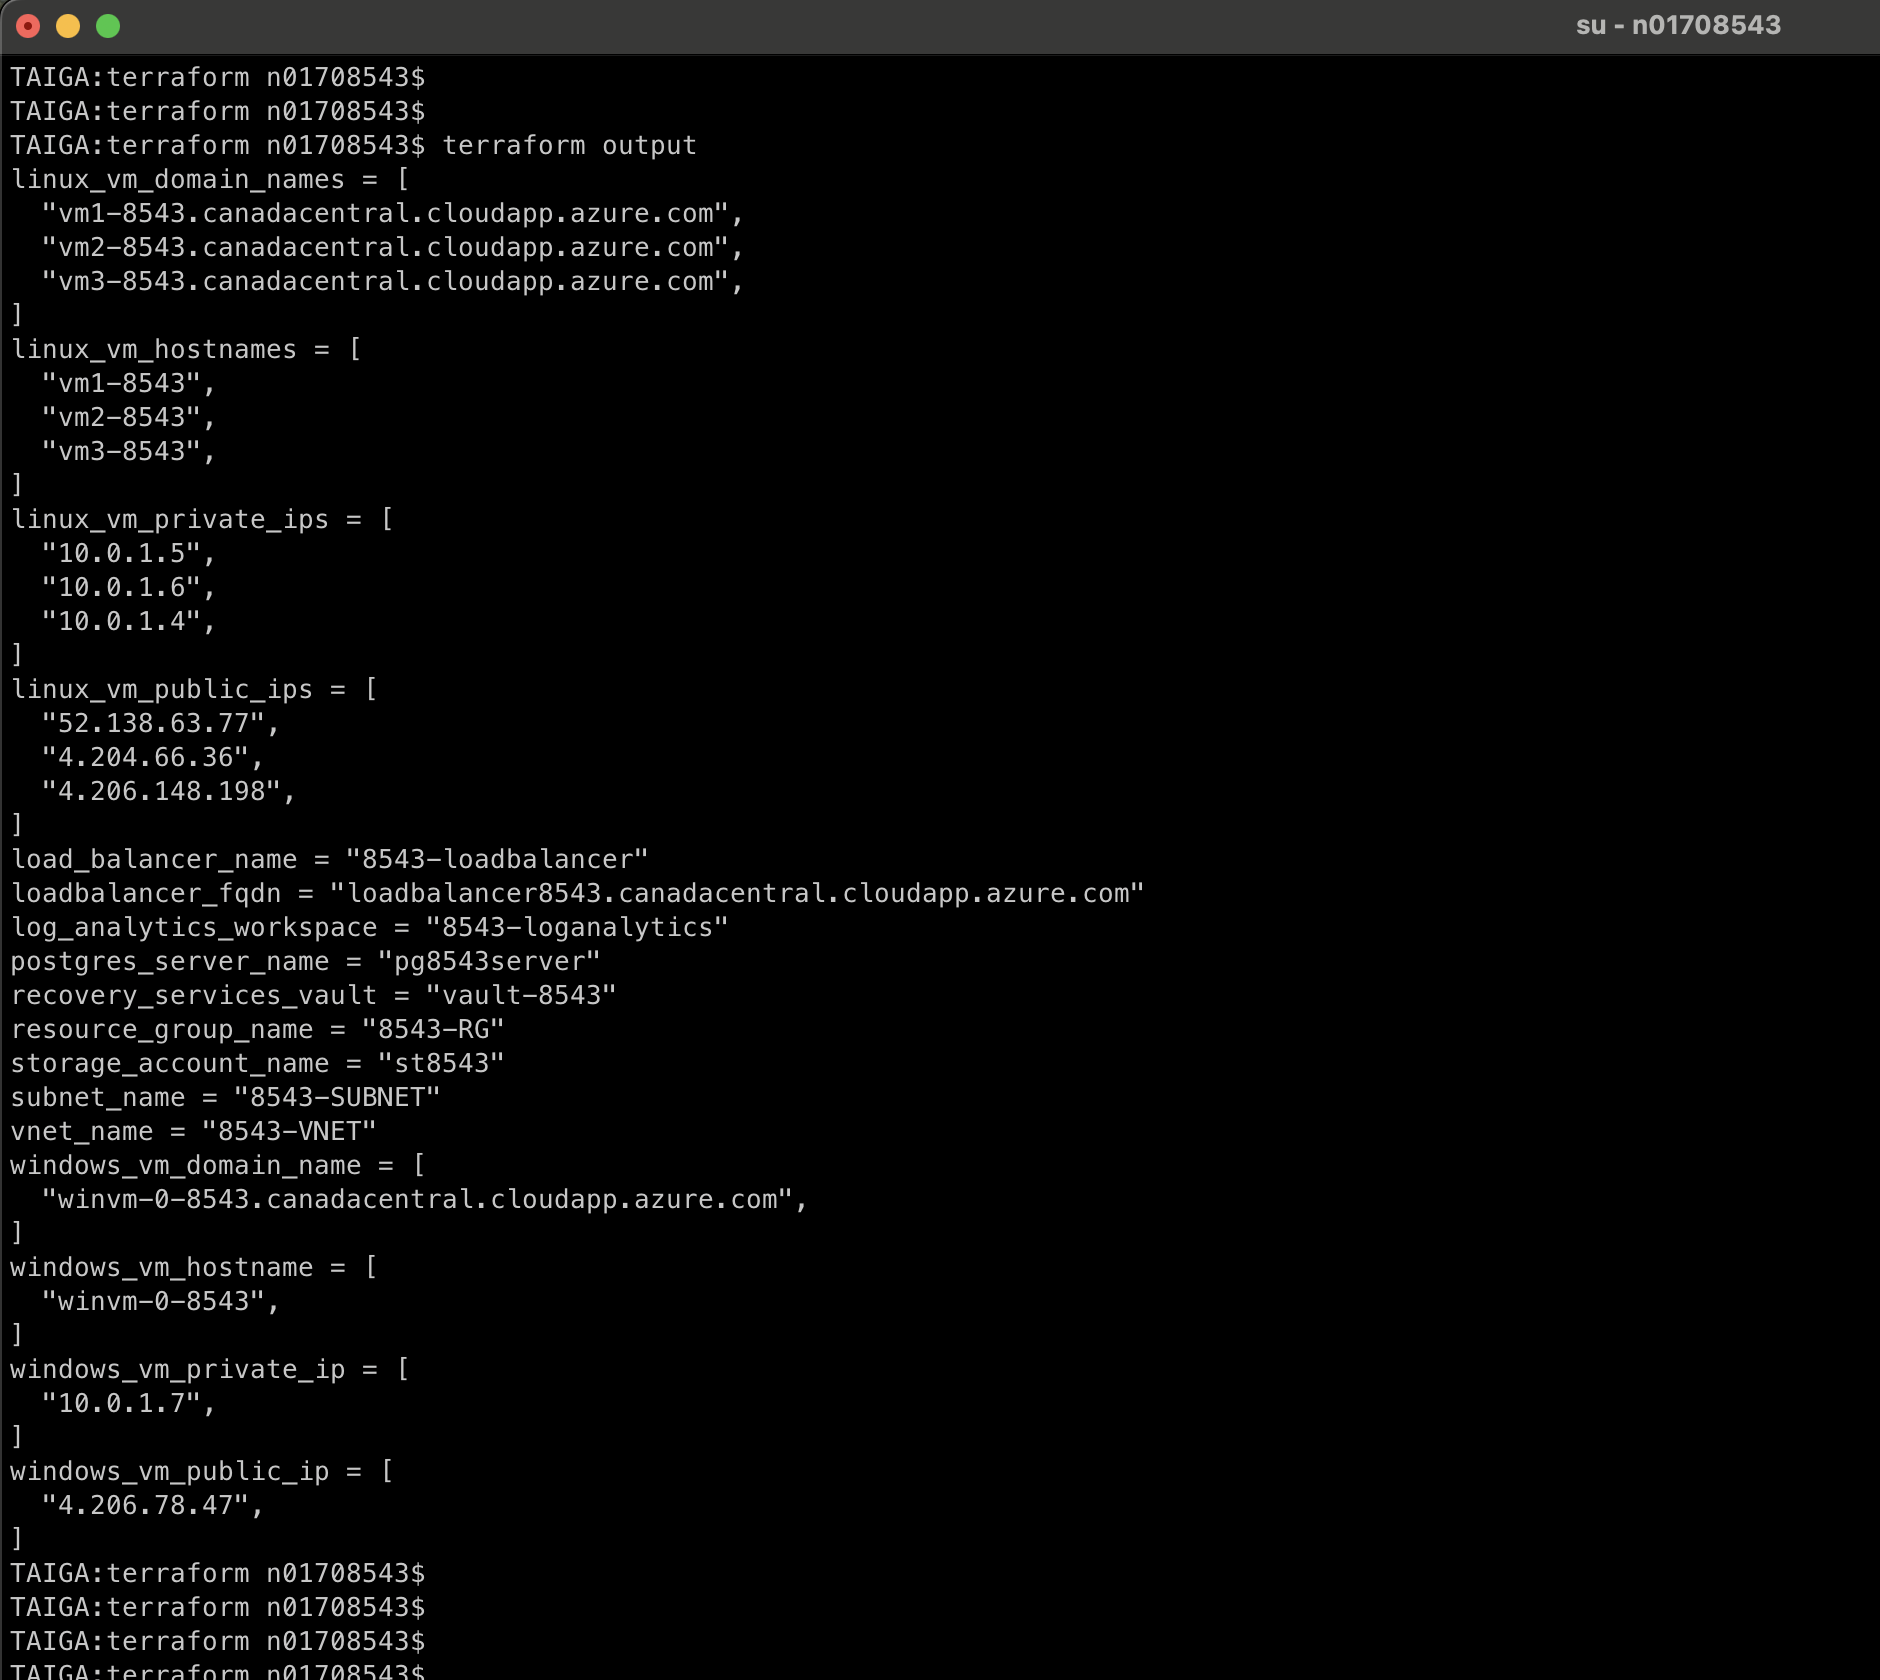 su - n01708543
TAIGA:terraform n01708543$
TAIGA:terraform n01708543$
TAIGA:terraform n01708543$ terraform output
linux_vm_domain_names = [
  "vm1-8543.canadacentral.cloudapp.azure.com",
  "vm2-8543.canadacentral.cloudapp.azure.com",
  "vm3-8543.canadacentral.cloudapp.azure.com",
]
linux_vm_hostnames = [
  "vm1-8543",
  "vm2-8543",
  "vm3-8543",
]
linux_vm_private_ips = [
  "10.0.1.5",
  "10.0.1.6",
  "10.0.1.4",
]
linux_vm_public_ips = [
  "52.138.63.77",
  "4.204.66.36",
  "4.206.148.198",
]
load_balancer_name = "8543-loadbalancer"
loadbalancer_fqdn = "loadbalancer8543.canadacentral.cloudapp.azure.com"
log_analytics_workspace = "8543-loganalytics"
postgres_server_name = "pg8543server"
recovery_services_vault = "vault-8543"
resource_group_name = "8543-RG"
storage_account_name = "st8543"
subnet_name = "8543-SUBNET"
vnet_name = "8543-VNET"
windows_vm_domain_name = [
  "winvm-0-8543.canadacentral.cloudapp.azure.com",
]
windows_vm_hostname = [
  "winvm-0-8543",
]
windows_vm_private_ip = [
  "10.0.1.7",
]
windows_vm_public_ip = [
  "4.206.78.47",
]
TAIGA:terraform n01708543$
TAIGA:terraform n01708543$
TAIGA:terraform n01708543$
TAIGA:terraform n01708543$